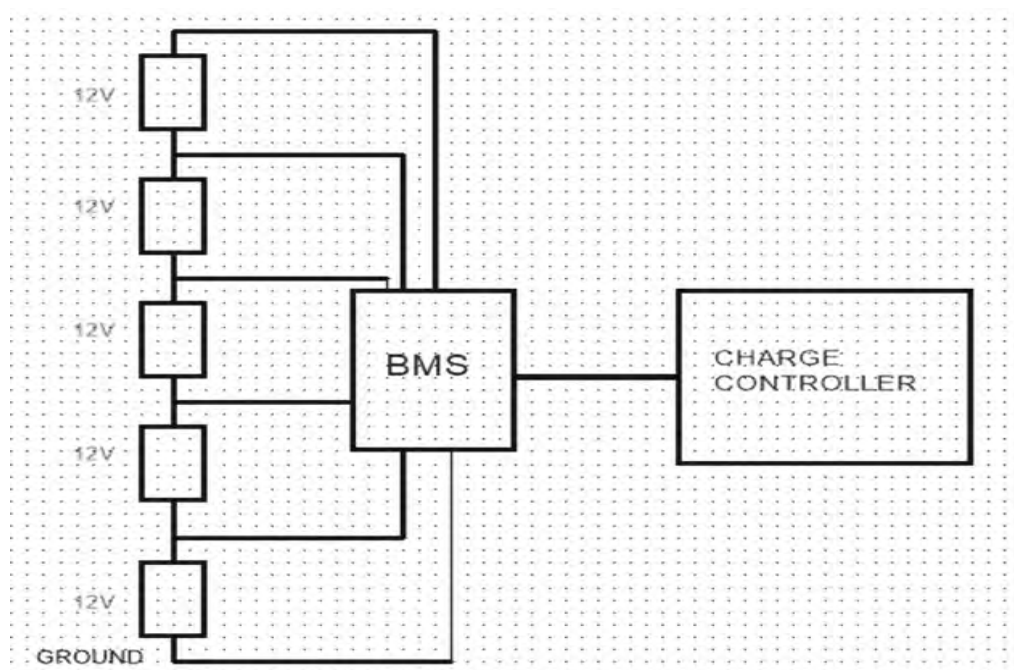 12V
12V
12V
BMS
CHARGE
CONTROLLER
12V
12V
GROUND